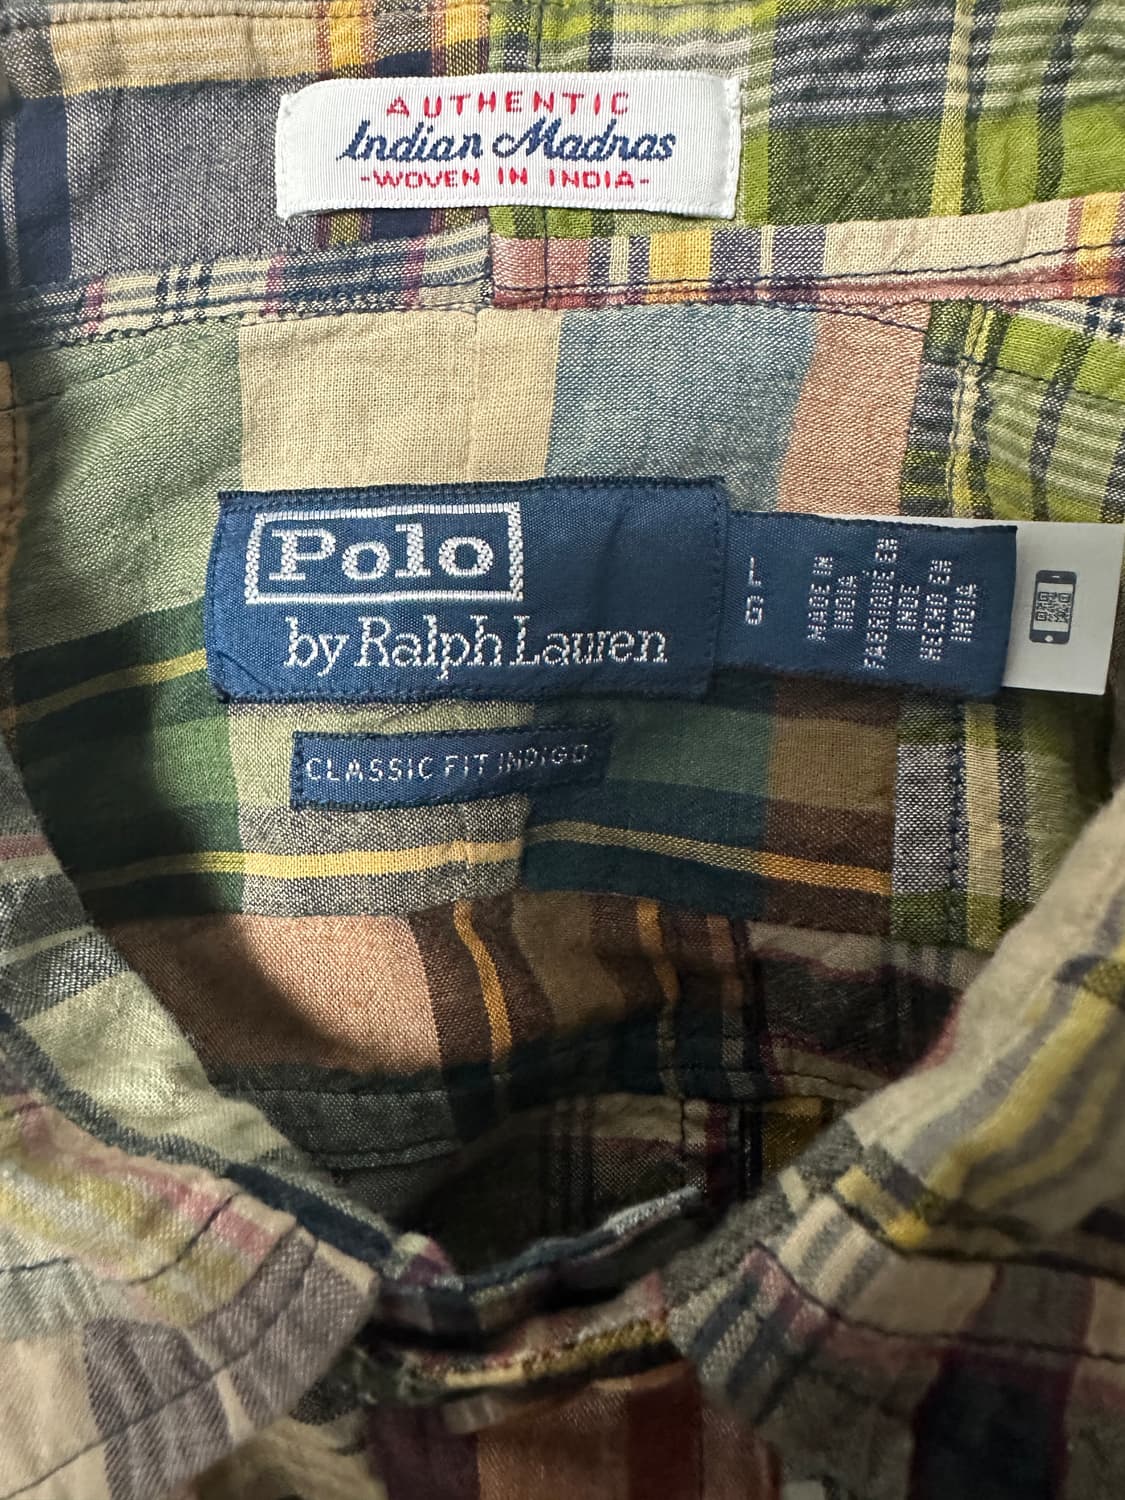 AUTHENTIC
Indian Madras
-WOVEN IN INDIA-
Polo
by Ralph Lauren
L
G
MADE IN
INDIA
FABRIQUE EN
INDE
HECHO EN
INDIA
CLASSIC FIT INDIGO